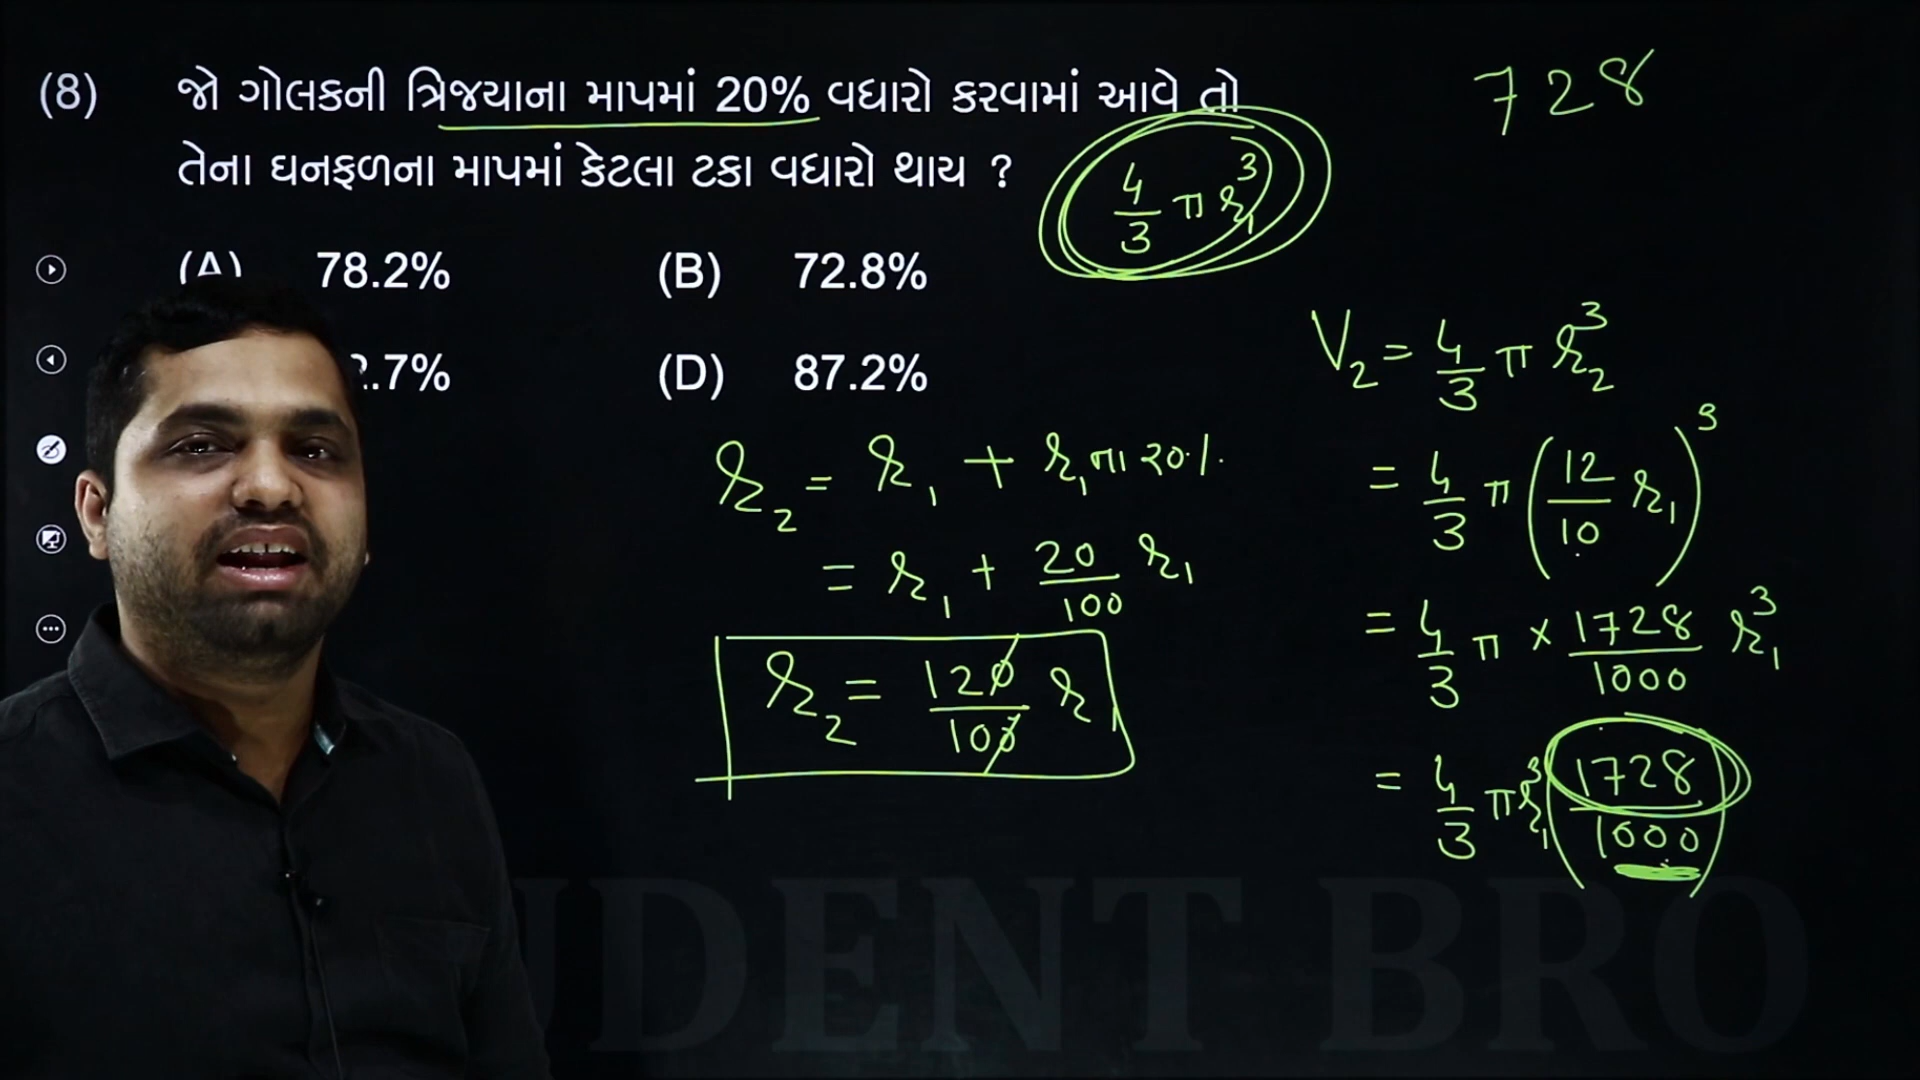 (8) જો ગોલકની ત્રિજ્યાના માપમાં 20% વધારો કરવામાં આવે તો
તેના ઘનફળના માપમાં કેટલા ટકા વધારો થાય ?
(A) 78.2% (B) 72.8%
.7% (D) 87.2%
728
4/3 π r₁³
r₂ = r₁ + r₁ ના 20%
= r₁ + 20/100 r₁
r₂ = 120/100 r₁
V₂ = 4/3 π r₂³
= 4/3 π (12/10 r₁)³
= 4/3 π × 1728/1000 r₁³
= 4/3 π r₁³ (1728/1000)
DENT BRO